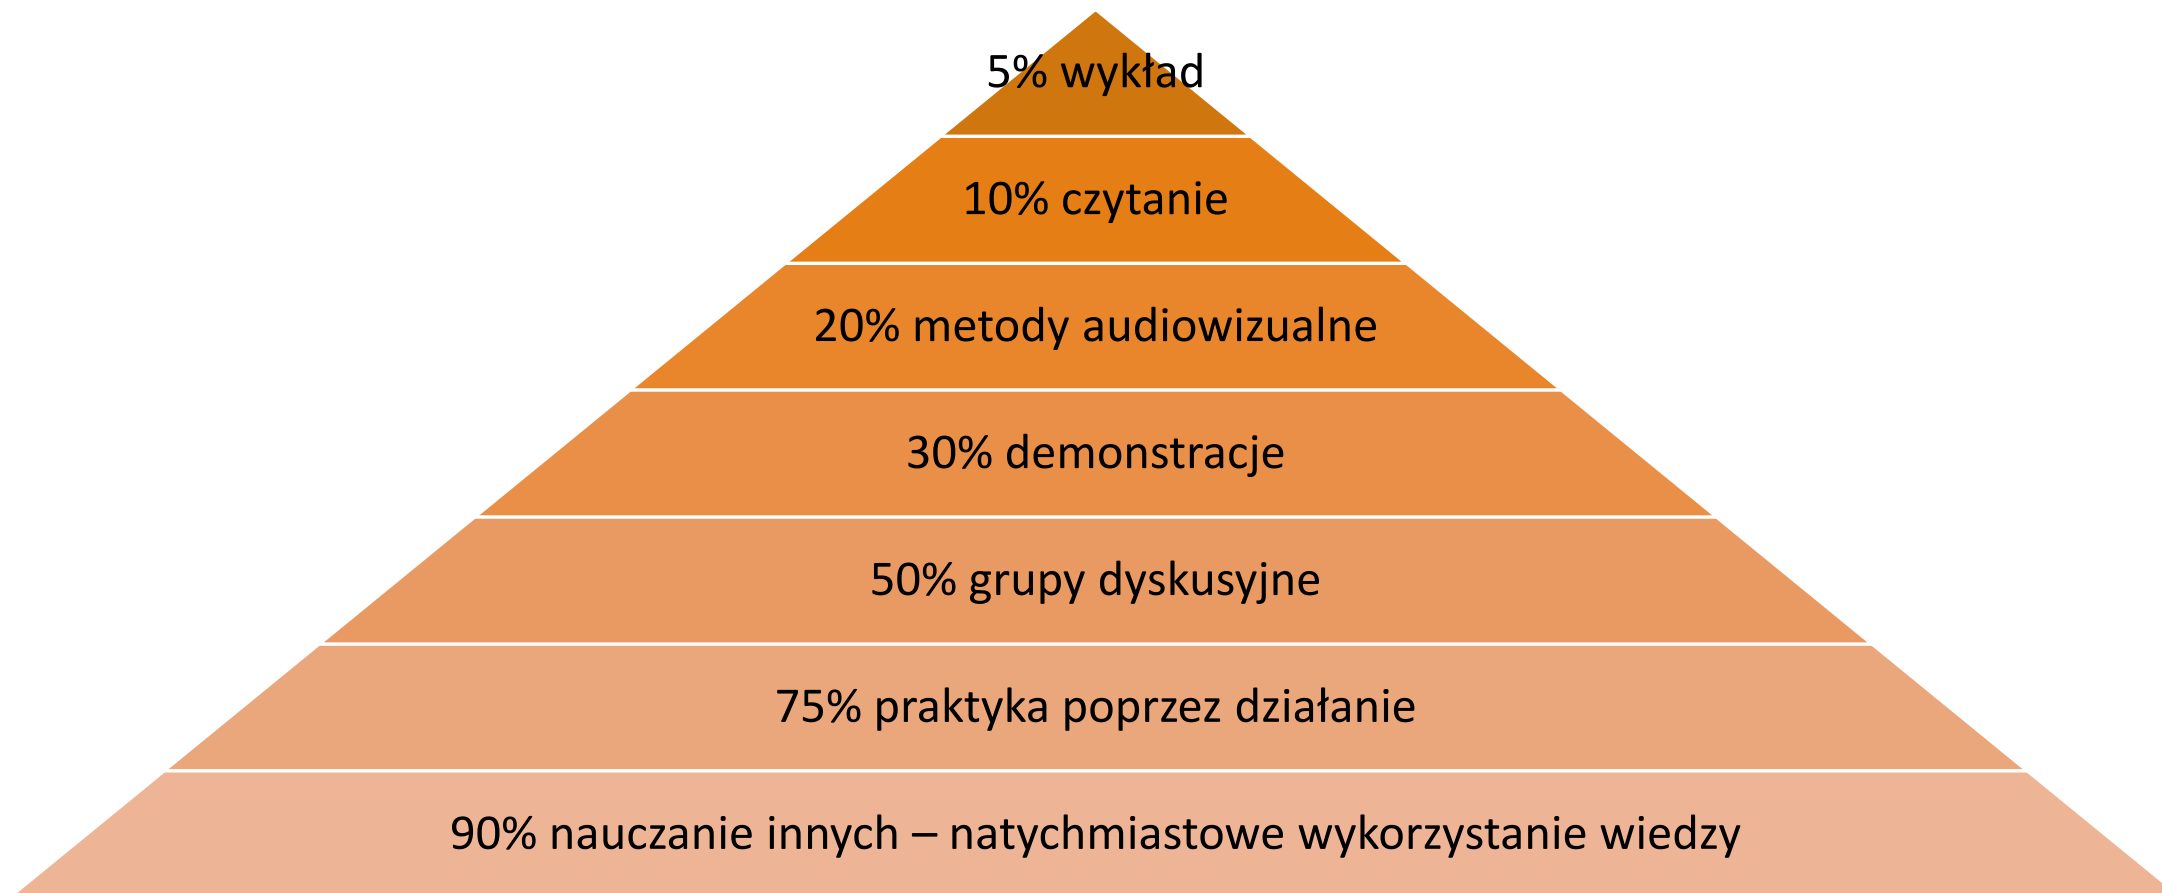 5% wykład
10% czytanie
20% metody audiowizualne
30% demonstracje
50% grupy dyskusyjne
75% praktyka poprzez działanie
90% nauczanie innych – natychmiastowe wykorzystanie wiedzy